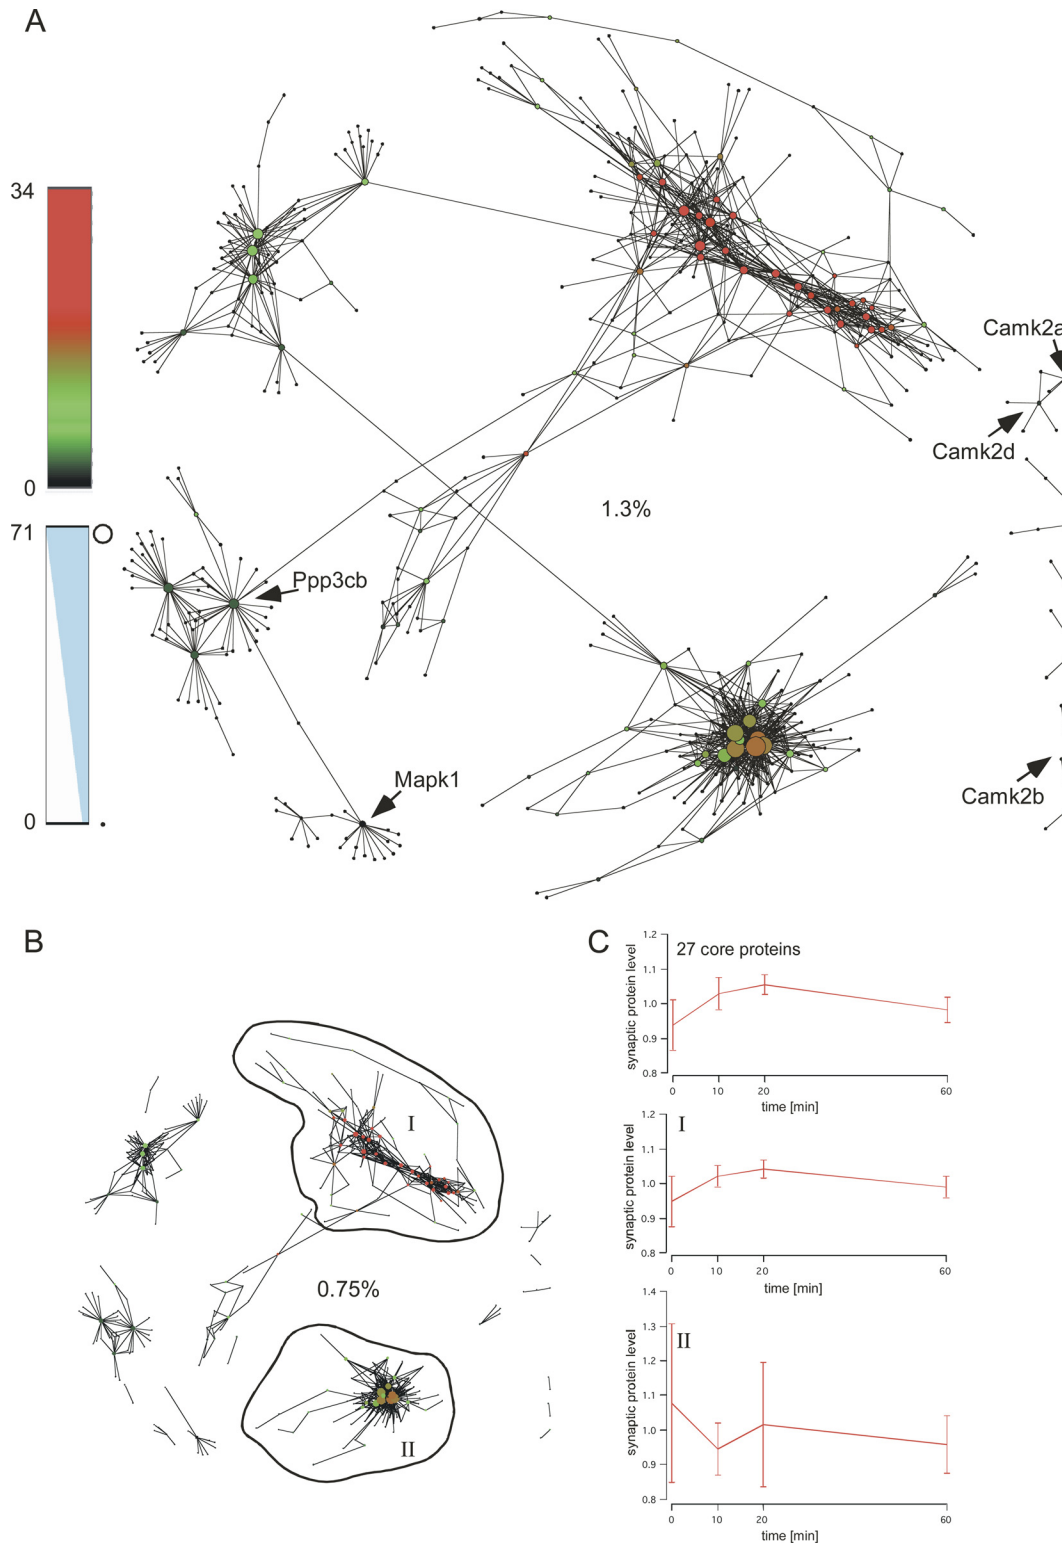 A
34
0
71
0
Camk2a
Camk2d
1.3%
Ppp3cb
Mapk1
Camk2b
B
I
0.75%
II
C
27 core proteins
synaptic protein level
1.2
1.1
1.0
0.9
0.8
0
10
20
60
time [min]
I
synaptic protein level
1.2
1.1
1.0
0.9
0.8
0
10
20
60
time [min]
II
synaptic protein level
1.4
1.3
1.2
1.1
1.0
0.9
0.8
0
10
20
60
time [min]